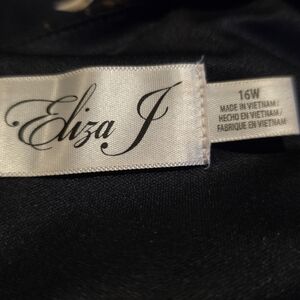 Eliza J
16W
MADE IN VIETNAM/
HECHO EN VIETNAM/
FABRIQUE EN VIETNAM